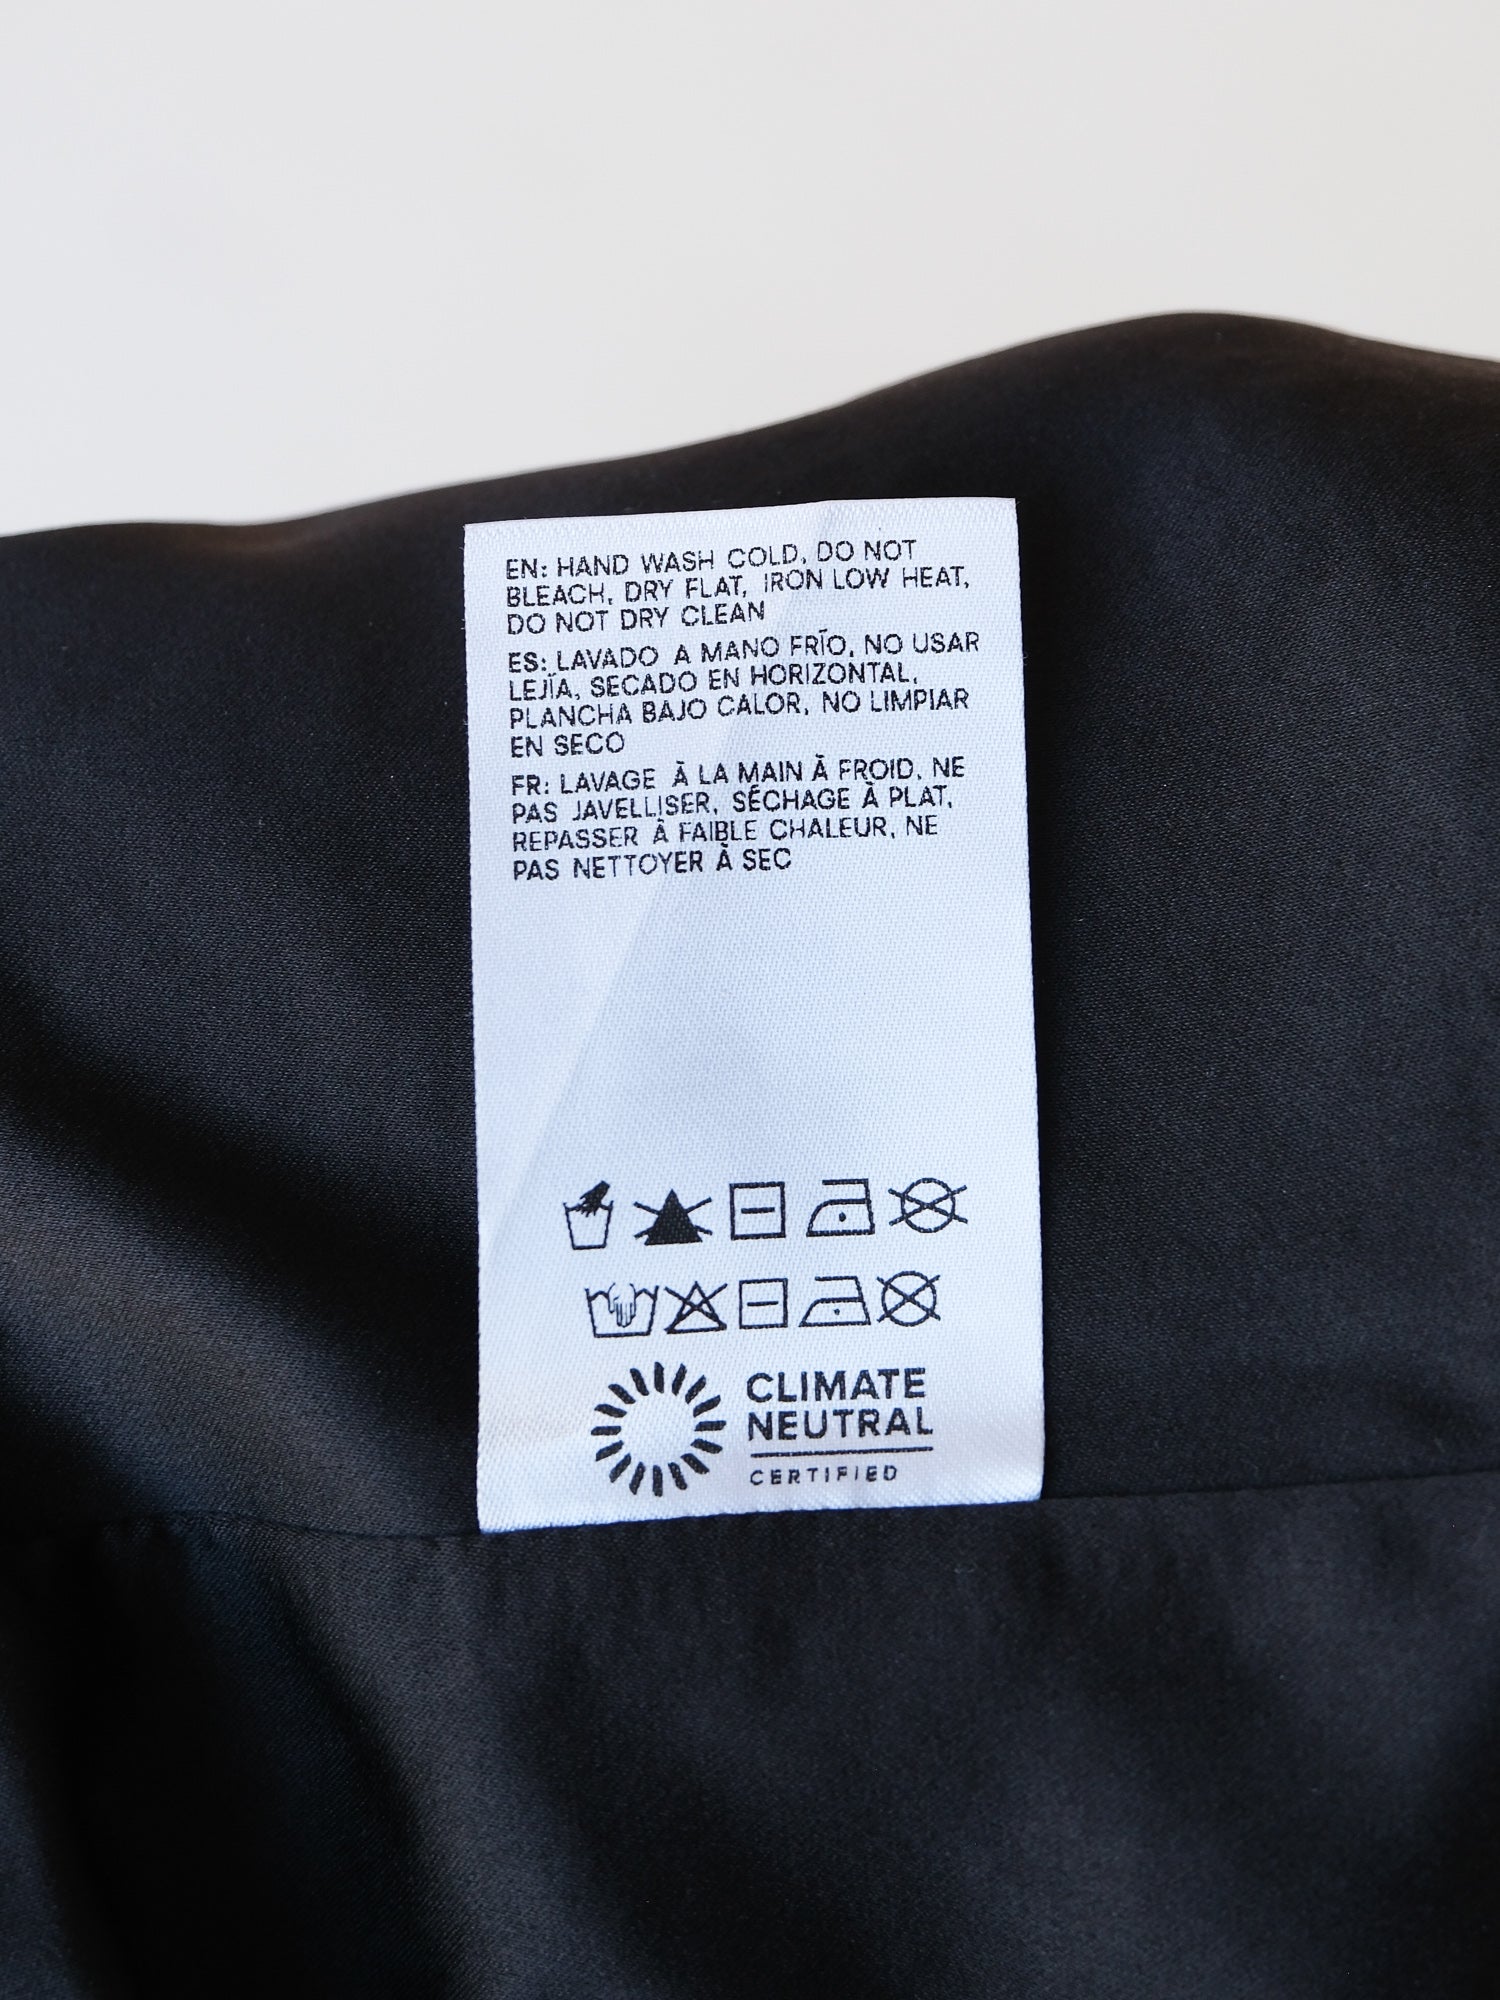 EN: HAND WASH COLD, DO NOT
BLEACH, DRY FLAT, IRON LOW HEAT,
DO NOT DRY CLEAN
ES: LAVADO A MANO FRÍO, NO USAR
LEJÍA, SECADO EN HORIZONTAL,
PLANCHA BAJO CALOR, NO LIMPIAR
EN SECO
FR: LAVAGE À LA MAIN À FROID, NE
PAS JAVELLISER, SÉCHAGE À PLAT,
REPASSER À FAIBLE CHALEUR, NE
PAS NETTOYER À SEC
CLIMATE
NEUTRAL
CERTIFIED